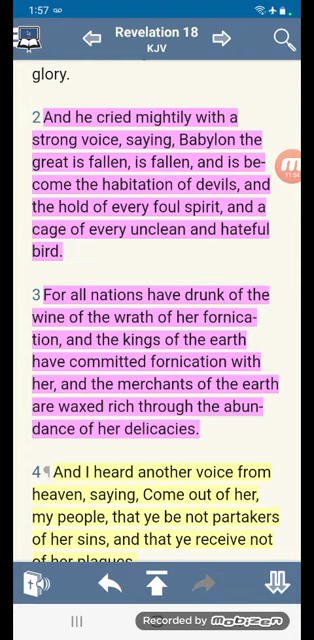 1:57
Revelation 18
KJV
glory.
2 And he cried mightily with a
strong voice, saying, Babylon the
great is fallen, is fallen, and is be-
come the habitation of devils, and
the hold of every foul spirit, and a
cage of every unclean and hateful
bird.
3 For all nations have drunk of the
wine of the wrath of her fornica-
tion, and the kings of the earth
have committed fornication with
her, and the merchants of the earth
are waxed rich through the abun-
dance of her delicacies.
4 ¶ And I heard another voice from
heaven, saying, Come out of her,
my people, that ye be not partakers
of her sins, and that ye receive not
of her plagues.
Recorded by mobizen